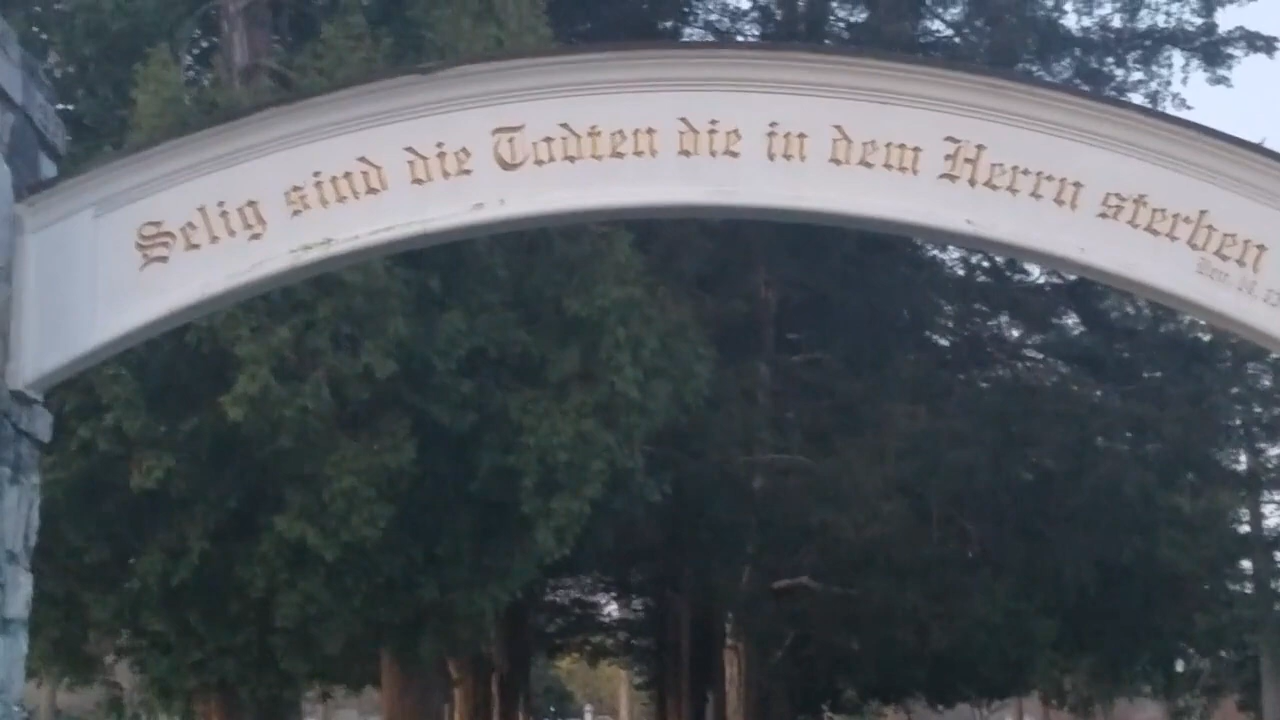 Selig sind die Todten die in dem Herrn sterben